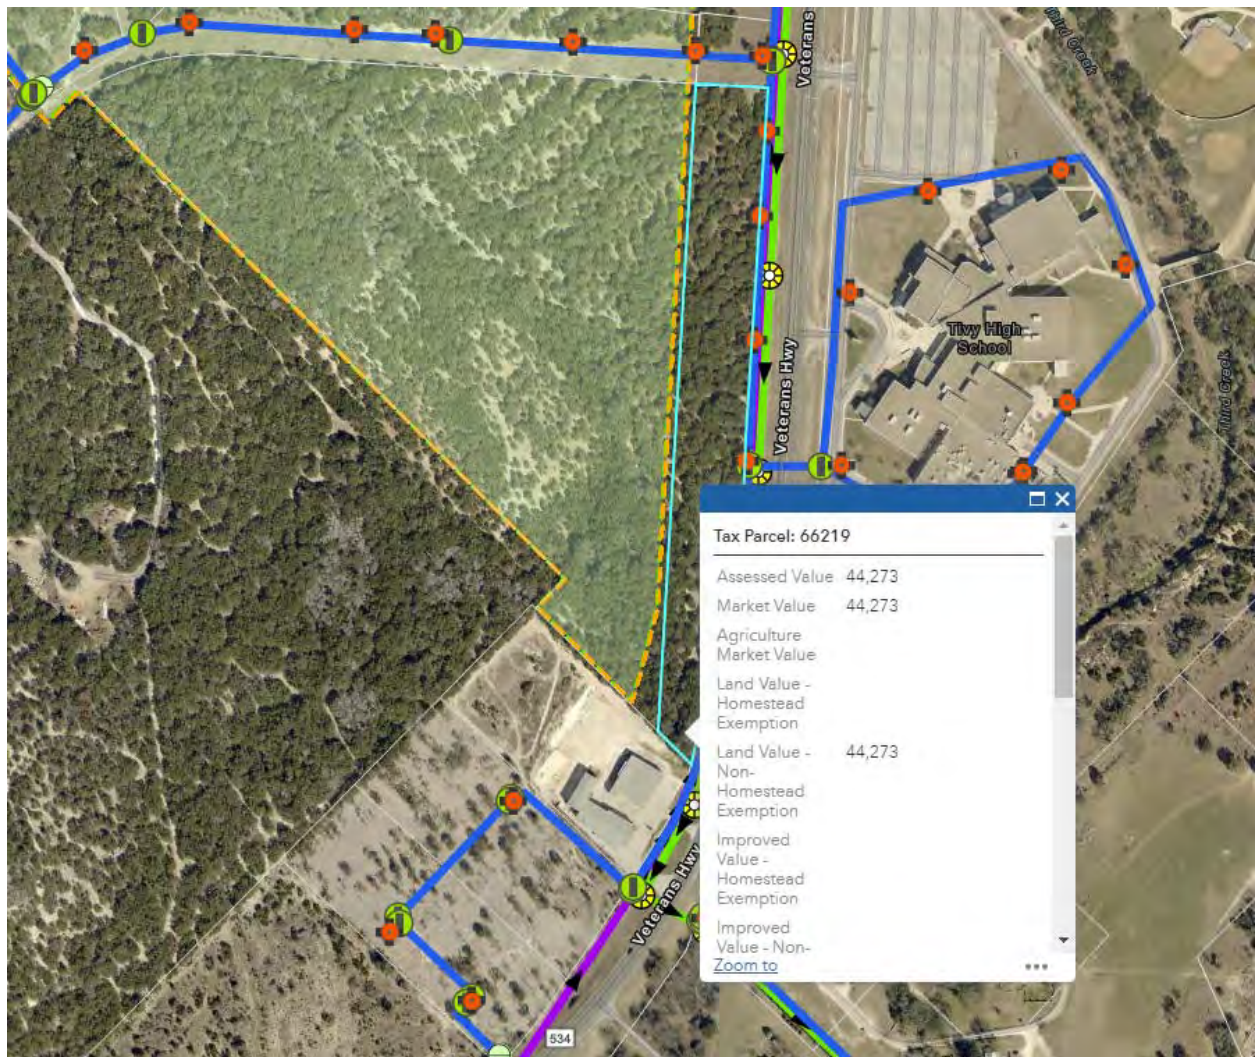 Third Creek
Veterans
Tivy High
School
Veterans Hwy
Third Creek
Tax Parcel: 66219
Assessed Value 44,273
Market Value 44,273
Agriculture
Market Value
Land Value -
Homestead
Exemption
Land Value - 44,273
Non-
Homestead
Exemption
Improved
Value -
Homestead
Exemption
Improved
Value - Non-
Zoom to
Veterans Hwy
534